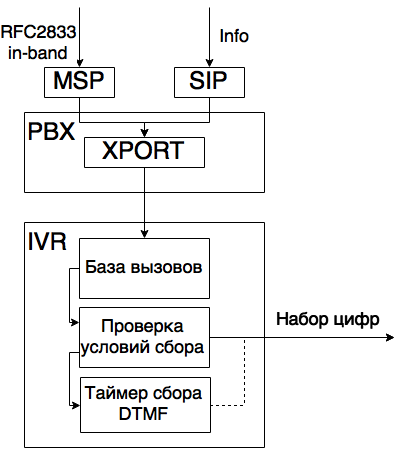 RFC2833
in-band
Info
MSP
SIP
PBX
XPORT
IVR
База вызовов
Проверка
условий сбора
Набор цифр
Таймер сбора
DTMF